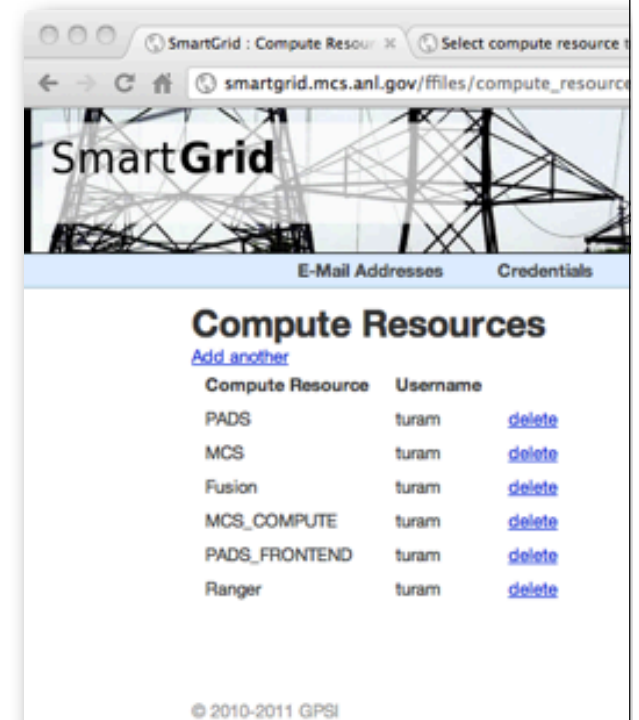 SmartGrid : Compute Resour
Select compute resource t
smartgrid.mcs.anl.gov/ffiles/compute_resource
SmartGrid
E-Mail Addresses Credentials
Compute Resources
Add another
Compute Resource Username
PADS turam delete
MCS turam delete
Fusion turam delete
MCS_COMPUTE turam delete
PADS_FRONTEND turam delete
Ranger turam delete
© 2010-2011 GPSI